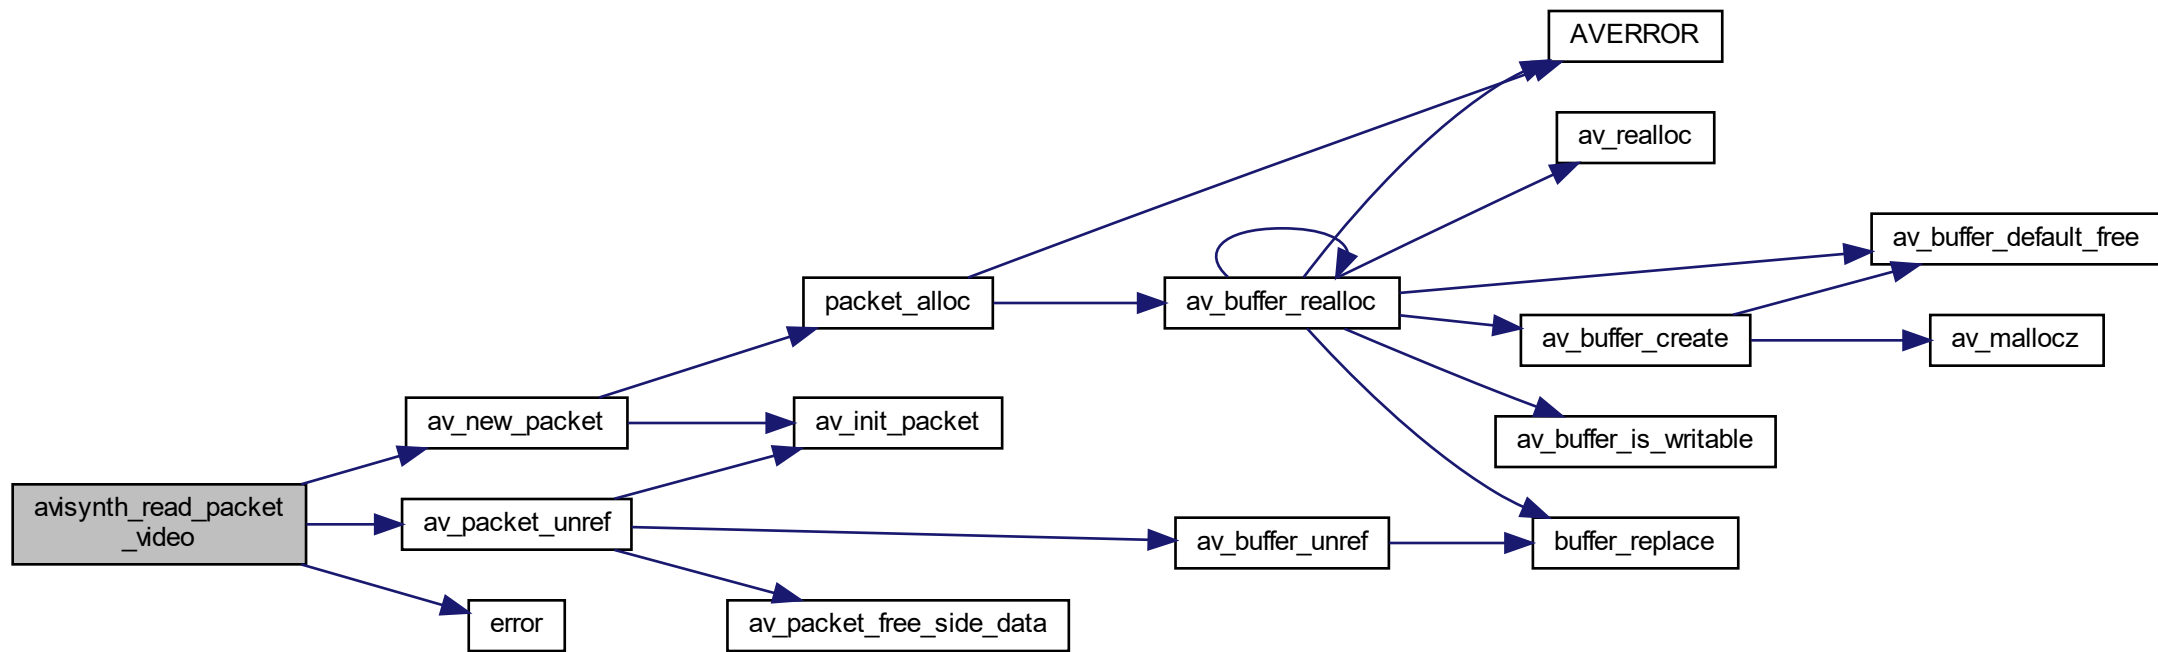 AVERROR
av_realloc
av_buffer_default_free
packet_alloc
av_buffer_realloc
av_buffer_create
av_mallocz
av_new_packet
av_init_packet
av_buffer_is_writable
avisynth_read_packet
_video
av_packet_unref
av_buffer_unref
buffer_replace
error
av_packet_free_side_data